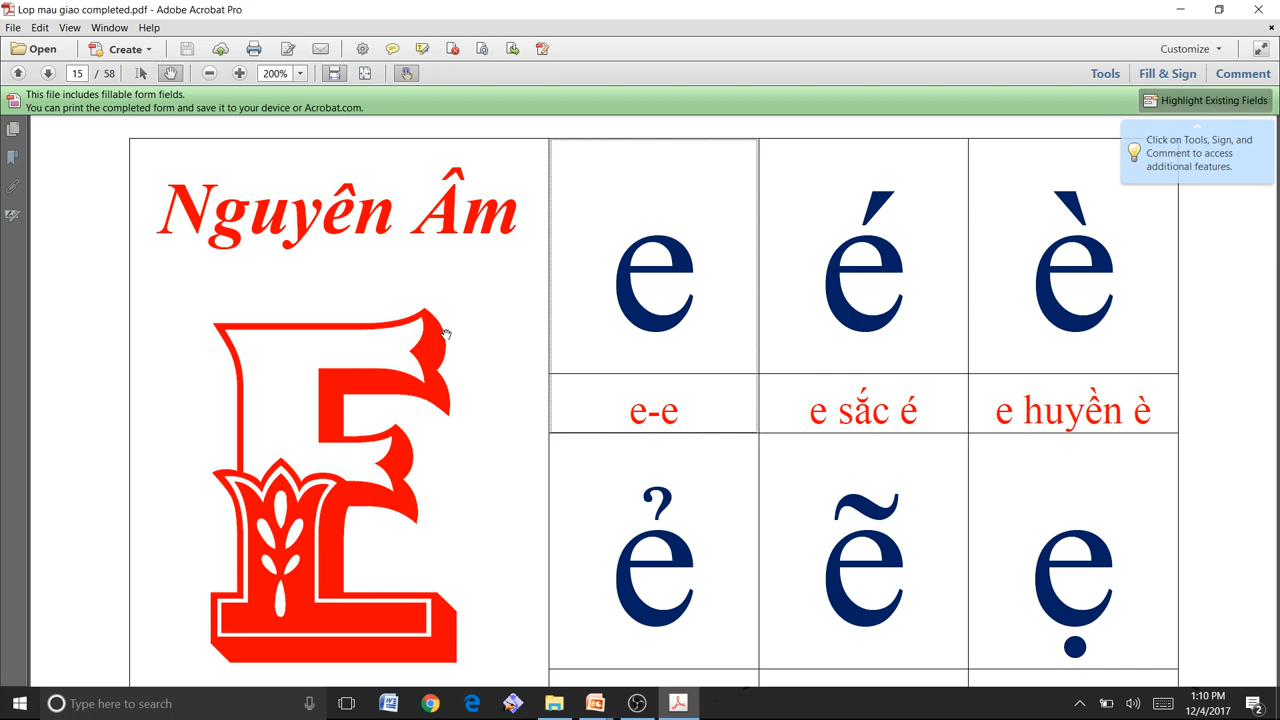 Lop mau giao completed.pdf - Adobe Acrobat Pro
File Edit View Window Help
Open Create Customize
15 / 58 200% Tools Fill & Sign Comment
This file includes fillable form fields.
You can print the completed form and save it to your device or Acrobat.com.
Highlight Existing Fields
Click on Tools, Sign, and
Comment to access
additional features.
Nguyên Âm
E
e é è
e-e e sắc é e huyền è
ẻ ẽ ẹ
Type here to search
1:10 PM
12/4/2017
2